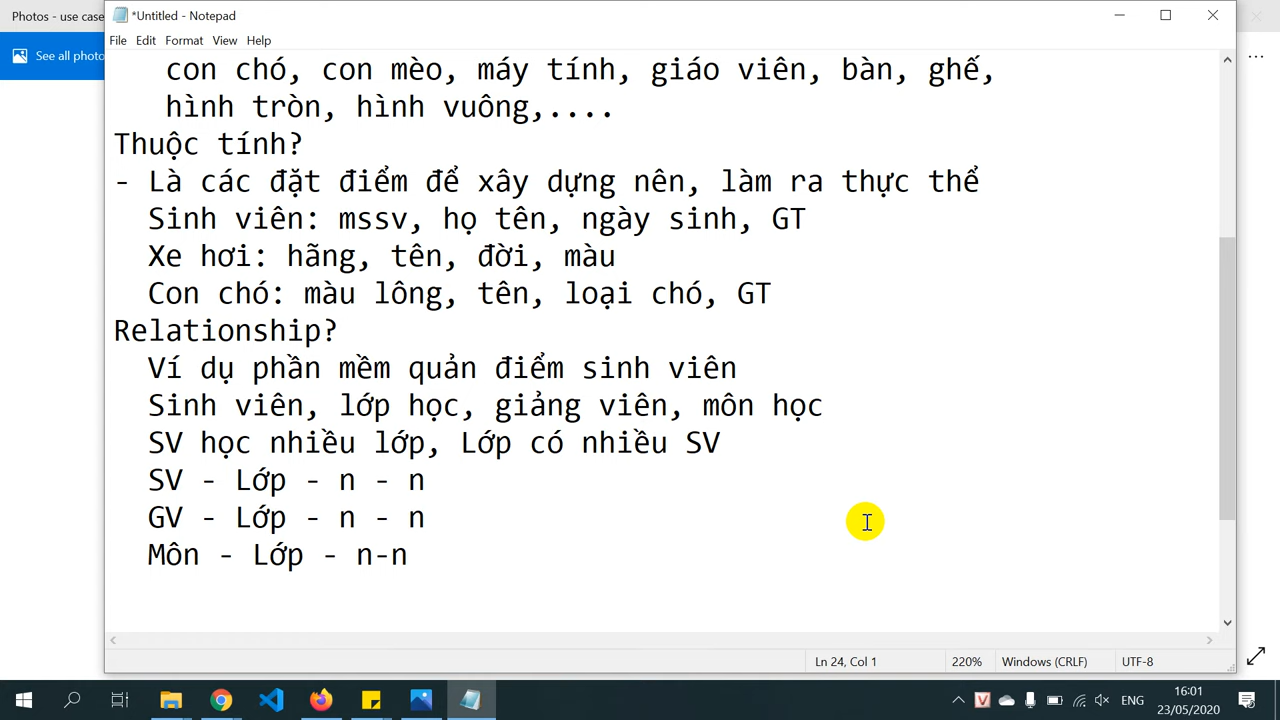 Photos - use case
*Untitled - Notepad
File Edit Format View Help
See all photo
con chó, con mèo, máy tính, giáo viên, bàn, ghế,
hình tròn, hình vuông,....
Thuộc tính?
- Là các đặt điểm để xây dựng nên, làm ra thực thể
Sinh viên: mssv, họ tên, ngày sinh, GT
Xe hơi: hãng, tên, đời, màu
Con chó: màu lông, tên, loại chó, GT
Relationship?
Ví dụ phần mềm quản điểm sinh viên
Sinh viên, lớp học, giảng viên, môn học
SV học nhiều lớp, Lớp có nhiều SV
SV - Lớp - n - n
GV - Lớp - n - n
Môn - Lớp - n-n
Ln 24, Col 1 220% Windows (CRLF) UTF-8
ENG
16:01
23/05/2020